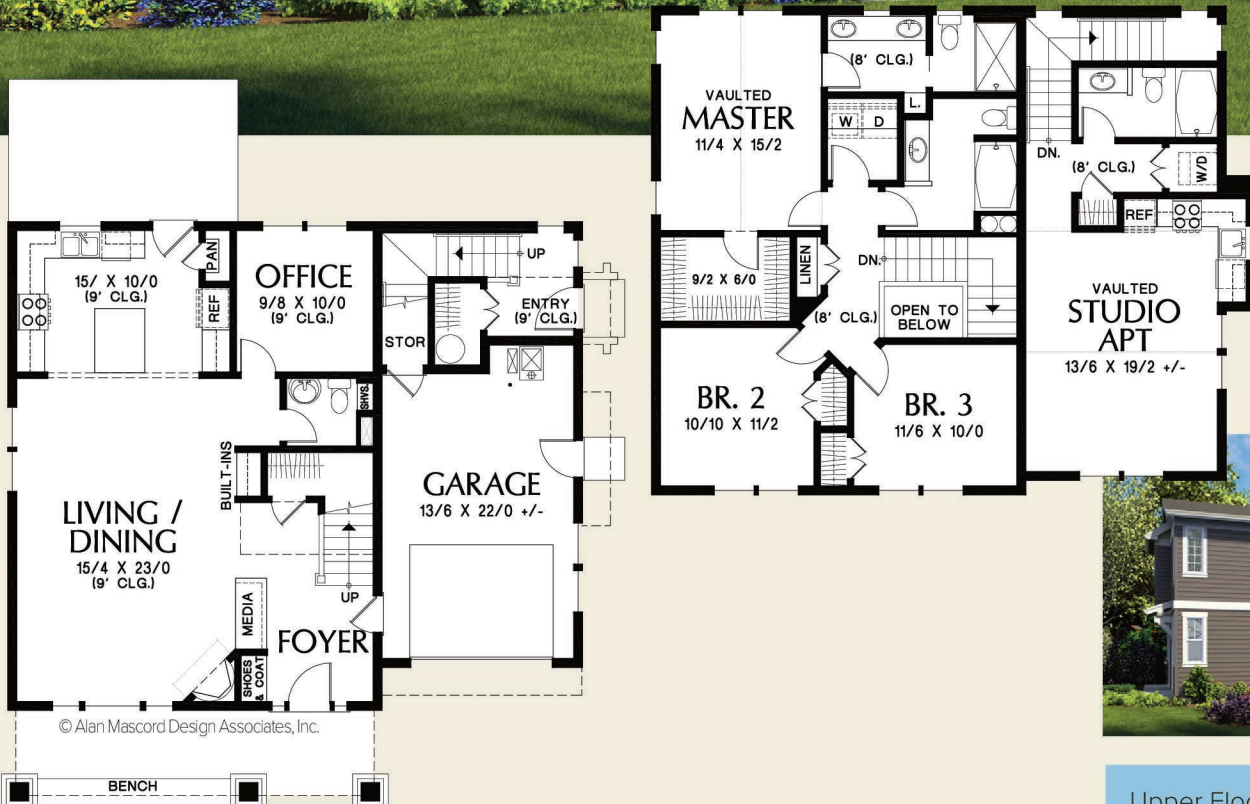 15/ X 10/0
(9' CLG.)
PAN
REF
OFFICE
9/8 X 10/0
(9' CLG.)
UP
ENTRY
(9' CLG.)
STOR
SHVS.
BUILT-INS
LIVING /
DINING
15/4 X 23/0
(9' CLG.)
GARAGE
13/6 X 22/0 +/-
UP
MEDIA
FOYER
SHOES
& COAT
© Alan Mascord Design Associates, Inc.
BENCH
VAULTED
MASTER
11/4 X 15/2
(8' CLG.)
L.
W D
9/2 X 6/0
LINEN
DN.
(8' CLG.)
OPEN TO
BELOW
BR. 2
10/10 X 11/2
BR. 3
11/6 X 10/0
DN.
(8' CLG.)
W/D
REF
VAULTED
STUDIO
APT
13/6 X 19/2 +/-